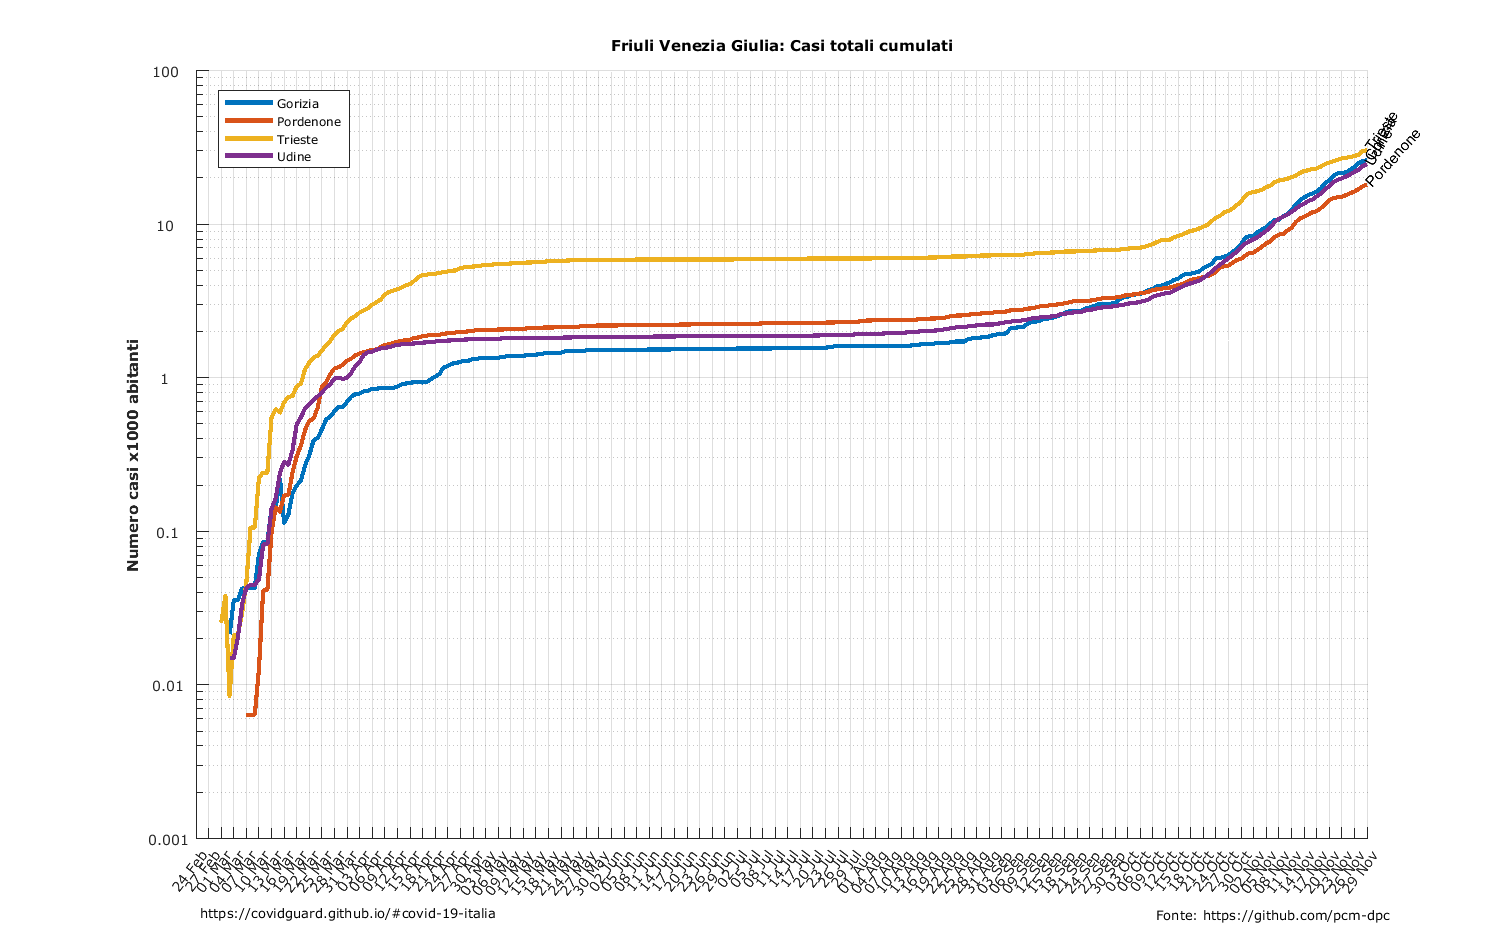 Friuli Venezia Giulia: Casi totali cumulati
Numero casi x1000 abitanti
100
10
1
0.1
0.01
0.001
Gorizia
Pordenone
Trieste
Udine
Trieste
Gorizia
Udine
Pordenone
24 Feb
27 Feb
01 Mar
04 Mar
07 Mar
10 Mar
13 Mar
16 Mar
19 Mar
22 Mar
25 Mar
28 Mar
31 Mar
03 Apr
06 Apr
09 Apr
12 Apr
15 Apr
18 Apr
21 Apr
24 Apr
27 Apr
30 Apr
03 May
06 May
09 May
12 May
15 May
18 May
21 May
24 May
27 May
30 May
02 Jun
05 Jun
08 Jun
11 Jun
14 Jun
17 Jun
20 Jun
23 Jun
26 Jun
29 Jun
02 Jul
05 Jul
08 Jul
11 Jul
14 Jul
17 Jul
20 Jul
23 Jul
26 Jul
29 Jul
01 Aug
04 Aug
07 Aug
10 Aug
13 Aug
16 Aug
19 Aug
22 Aug
25 Aug
28 Aug
31 Aug
03 Sep
06 Sep
09 Sep
12 Sep
15 Sep
18 Sep
21 Sep
24 Sep
27 Sep
30 Sep
03 Oct
06 Oct
09 Oct
12 Oct
15 Oct
18 Oct
21 Oct
24 Oct
27 Oct
30 Oct
02 Nov
05 Nov
08 Nov
11 Nov
14 Nov
17 Nov
20 Nov
23 Nov
26 Nov
29 Nov
https://covidguard.github.io/#covid-19-italia
Fonte: https://github.com/pcm-dpc